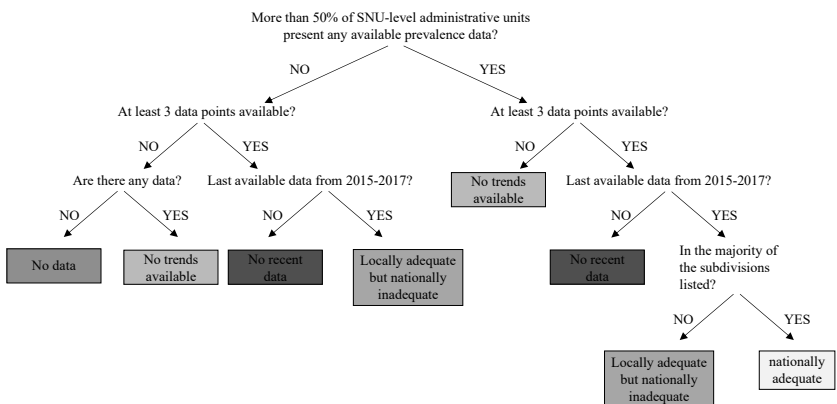 More than 50% of SNU-level administrative units
present any available prevalence data?
NO
YES
At least 3 data points available?
At least 3 data points available?
NO
YES
NO
YES
Are there any data?
Last available data from 2015-2017?
No trends
available
Last available data from 2015-2017?
NO
YES
NO
YES
NO
YES
No data
No trends
available
No recent
data
Locally adequate
but nationally
inadequate
No recent
data
In the majority of
the subdivisions
listed?
NO
YES
Locally adequate
but nationally
inadequate
nationally
adequate